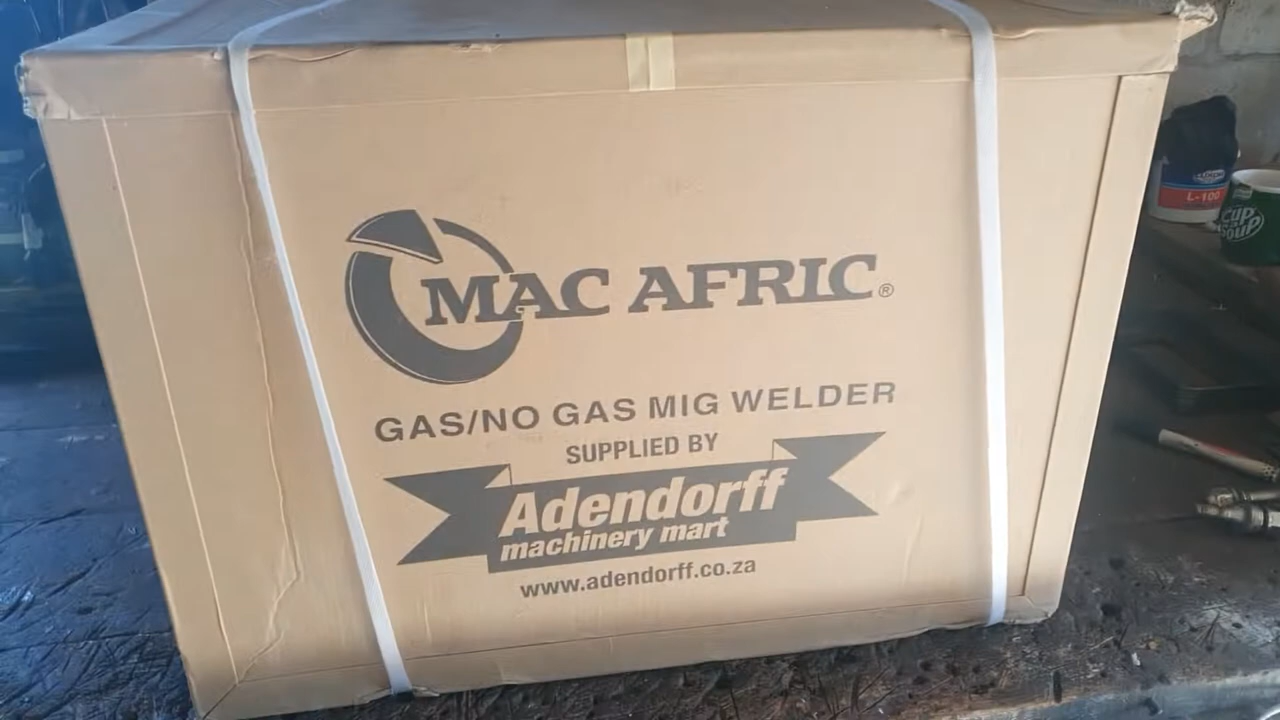 MAC AFRIC®
GAS/NO GAS MIG WELDER
SUPPLIED BY
Adendorff
machinery mart
www.adendorff.co.za
L-100
CUP
SOUP